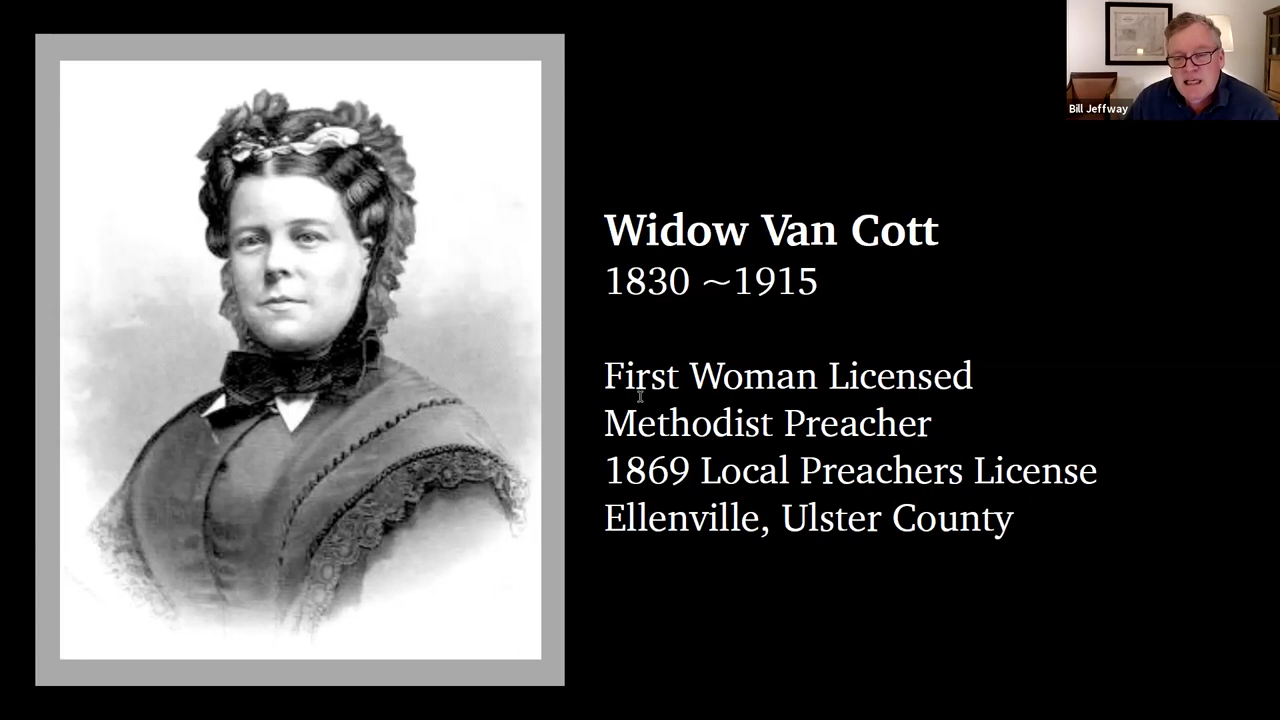 Bill Jeffway
Widow Van Cott
1830 ~1915
First Woman Licensed
Methodist Preacher
1869 Local Preachers License
Ellenville, Ulster County